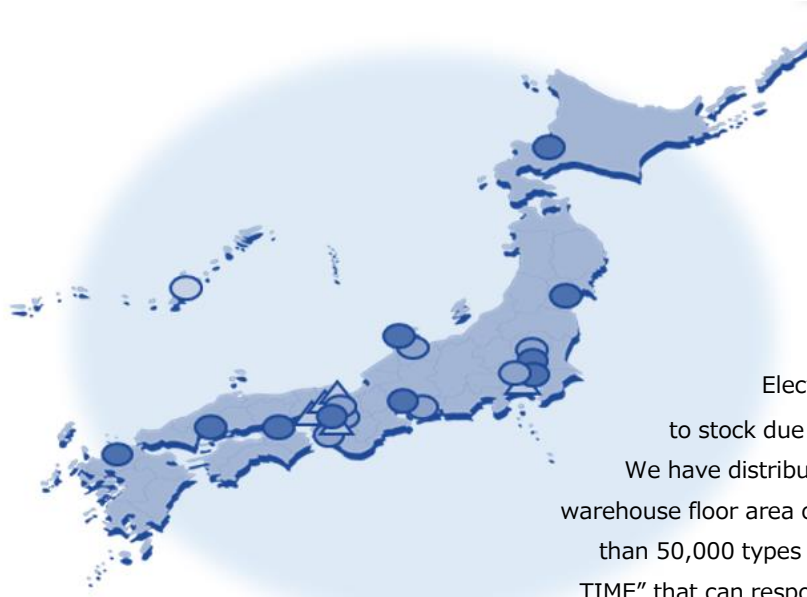 Elec
to stock due
We have distribu
warehouse floor area o
than 50,000 types
TIME” that can respo